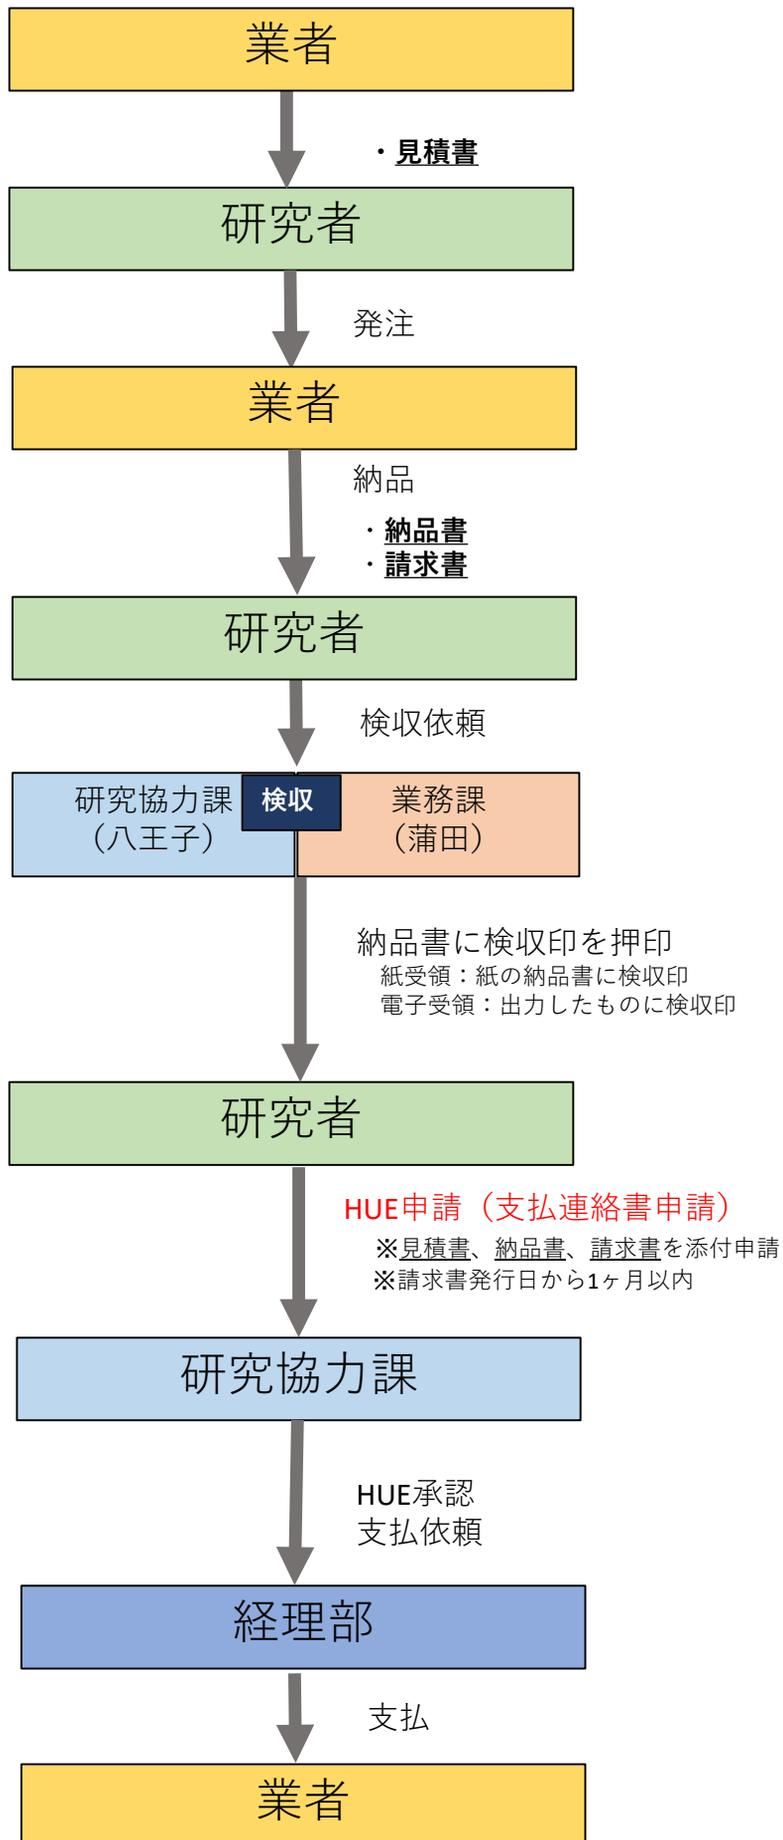 業者
・見積書
研究者
発注
業者
納品
・納品書
・請求書
研究者
検収依頼
研究協力課
（八王子）
検収
業務課
（蒲田）
納品書に検収印を押印
紙受領：紙の納品書に検収印
電子受領：出力したものに検収印
研究者
HUE申請（支払連絡書申請）
※見積書、納品書、請求書を添付申請
※請求書発行日から1ヶ月以内
研究協力課
HUE承認
支払依頼
経理部
支払
業者